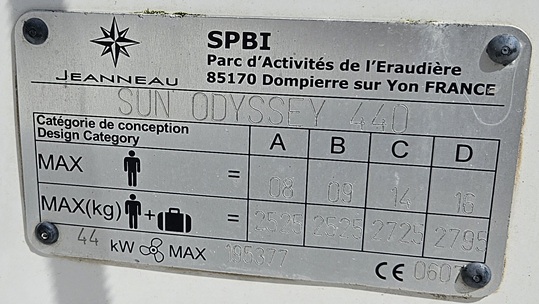 JEANNEAU
SPBI
Parc d'Activités de l'Eraudière
85170 Dompierre sur Yon FRANCE
SUN ODYSSEY 440
Catégorie de conception
Design Category
A B C D
MAX = 08 09 14 16
MAX(kg) + = 2525 2525 2725 2795
44 kW MAX 195377
CE 0607